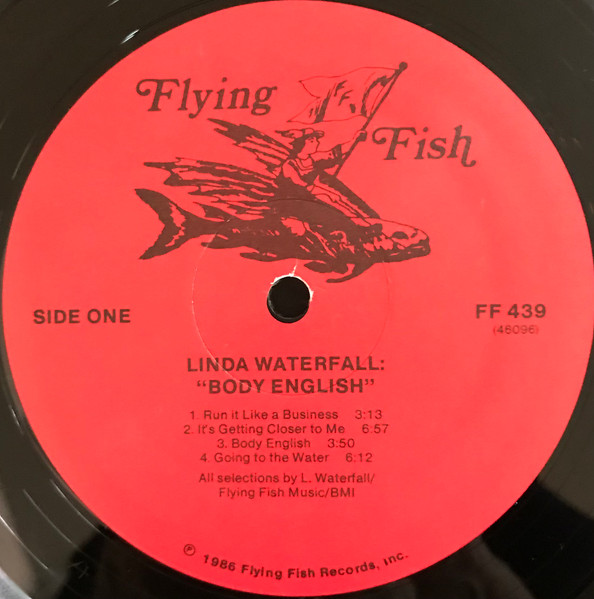 Flying
Fish
SIDE ONE
FF 439
(46096)
LINDA WATERFALL:
“BODY ENGLISH”
1. Run it Like a Business 3:13
2. It's Getting Closer to Me 6:57
3. Body English 3:50
4. Going to the Water 6:12
All selections by L. Waterfall/
Flying Fish Music/BMI
Ⓟ 1986 Flying Fish Records, Inc.